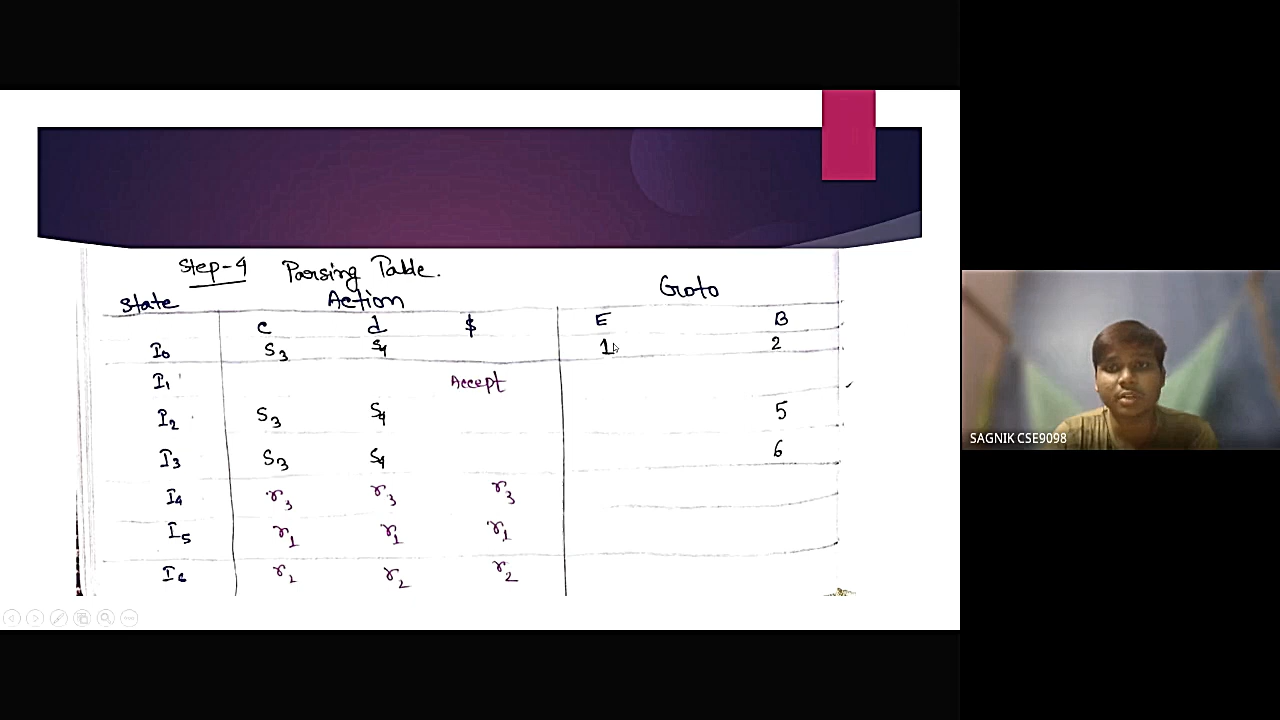 Step-4 Parsing Table.
State Action Goto
c d $ E B
I0 S3 S4 1 2
I1 Accept
I2 S3 S4 5
I3 S3 S4 6
I4 r3 r3 r3
I5 r1 r1 r1
I6 r2 r2 r2
SAGNIK CSE9098